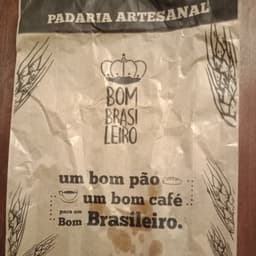 PADARIA ARTESANAL
BOM
BRASI
LEIRO
um bom pão
um bom café
para um
Bom Brasileiro.